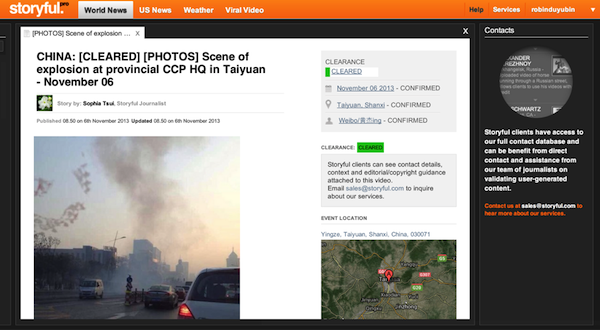 storyful.pro
World News
US News
Weather
Viral Video
Help
Services
robinduyubin
[PHOTOS] Scene of explosion ... X
X
CHINA: [CLEARED] [PHOTOS] Scene of
explosion at provincial CCP HQ in Taiyuan
- November 06
Story by: Sophia Tsui, Storyful Journalist
Published 08.50 on 6th November 2013 Updated 08.50 on 6th November 2013
CLEARANCE
CLEARED
November 06 2013 - CONFIRMED
Taiyuan, Shanxi - CONFIRMED
- CONFIRMED
CLEARANCE: CLEARED
Storyful clients can see contact details,
context and editorial/copyright guidance
attached to this video.
Email sales@storyful.com to inquire
about our services.
EVENT LOCATION
Yingze, Taiyuan, Shanxi, China, 030071
Yangqu
Taiyuan
Xiaodian
Jinyuan
Qingxu
Jinzhong
Contacts
Storyful clients have access to
our full contact database and
can benefit from direct
contact and assistance from
our team of journalists on
validating user-generated
content.
Contact us at sales@storyful.com to
hear more about our services.